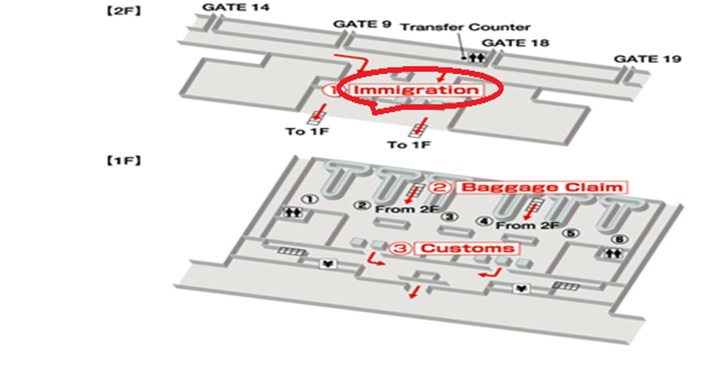 【2F】
GATE 14
GATE 9
Transfer Counter
GATE 18
GATE 19
① Immigration
To 1F
To 1F
【1F】
② Baggage Claim
①
②
From 2F
③
④
From 2F
⑤
⑥
③ Customs
¥
¥